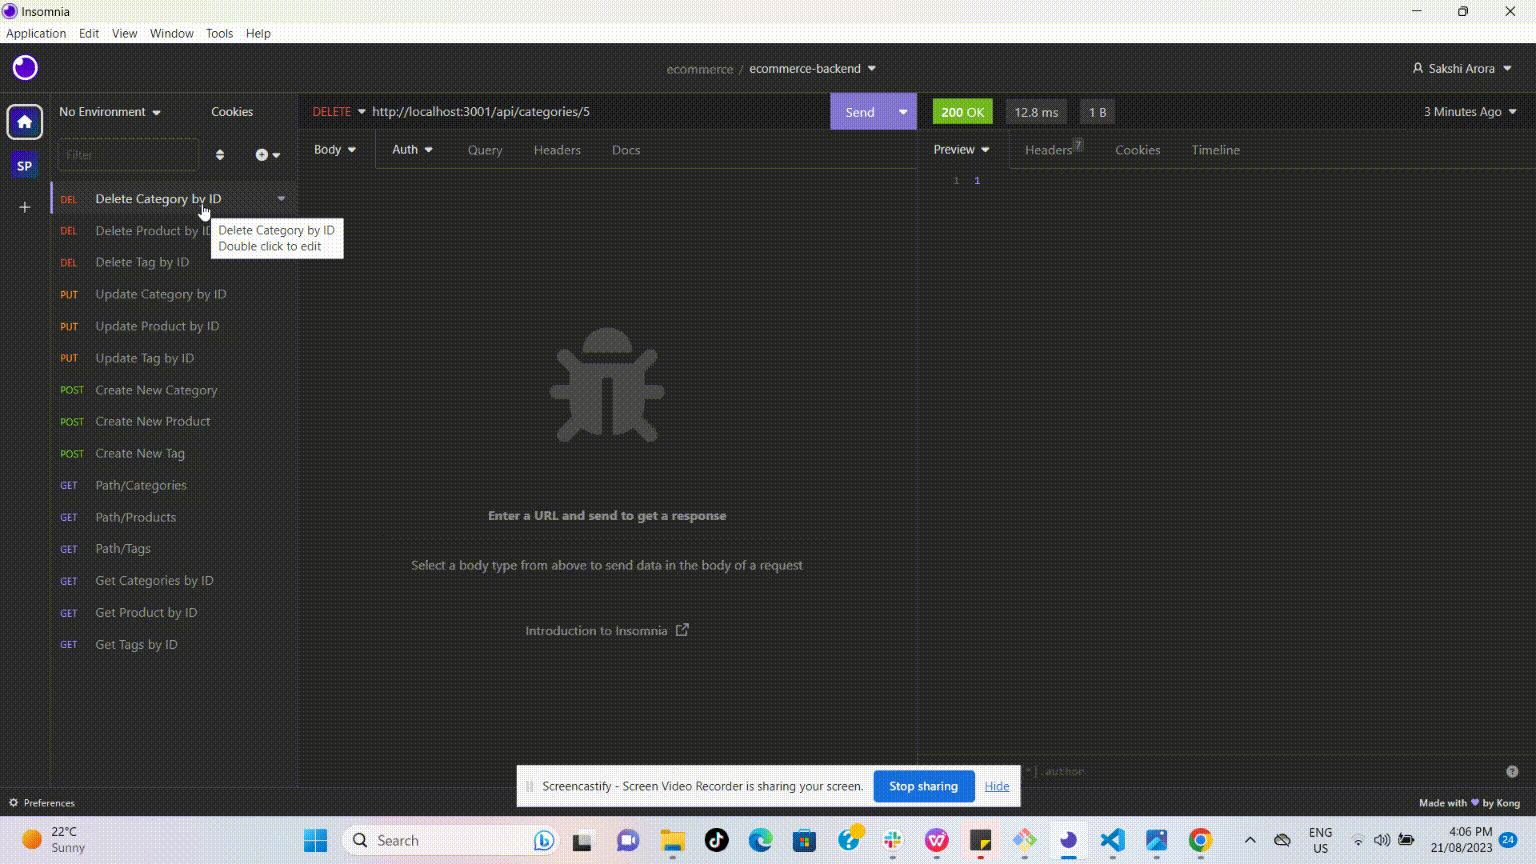 Insomnia
Application Edit View Window Tools Help
ecommerce / ecommerce-backend
Sakshi Arora
No Environment Cookies
DELETE http://localhost:3001/api/categories/5 Send
200 OK 12.8 ms 1 B 3 Minutes Ago
Filter
Body Auth Query Headers Docs
Preview Headers 7 Cookies Timeline
1 1
SP
DEL Delete Category by ID
Delete Category by ID
Double click to edit
DEL Delete Product by ID
DEL Delete Tag by ID
PUT Update Category by ID
PUT Update Product by ID
PUT Update Tag by ID
POST Create New Category
POST Create New Product
POST Create New Tag
GET Path/Categories
GET Path/Products
GET Path/Tags
GET Get Categories by ID
GET Get Product by ID
GET Get Tags by ID
Enter a URL and send to get a response
Select a body type from above to send data in the body of a request
Introduction to Insomnia
*].author
Screencastify - Screen Video Recorder is sharing your screen. Stop sharing Hide
Preferences
Made with ♥ by Kong
22°C
Sunny
Search
ENG
US
4:06 PM
21/08/2023
24